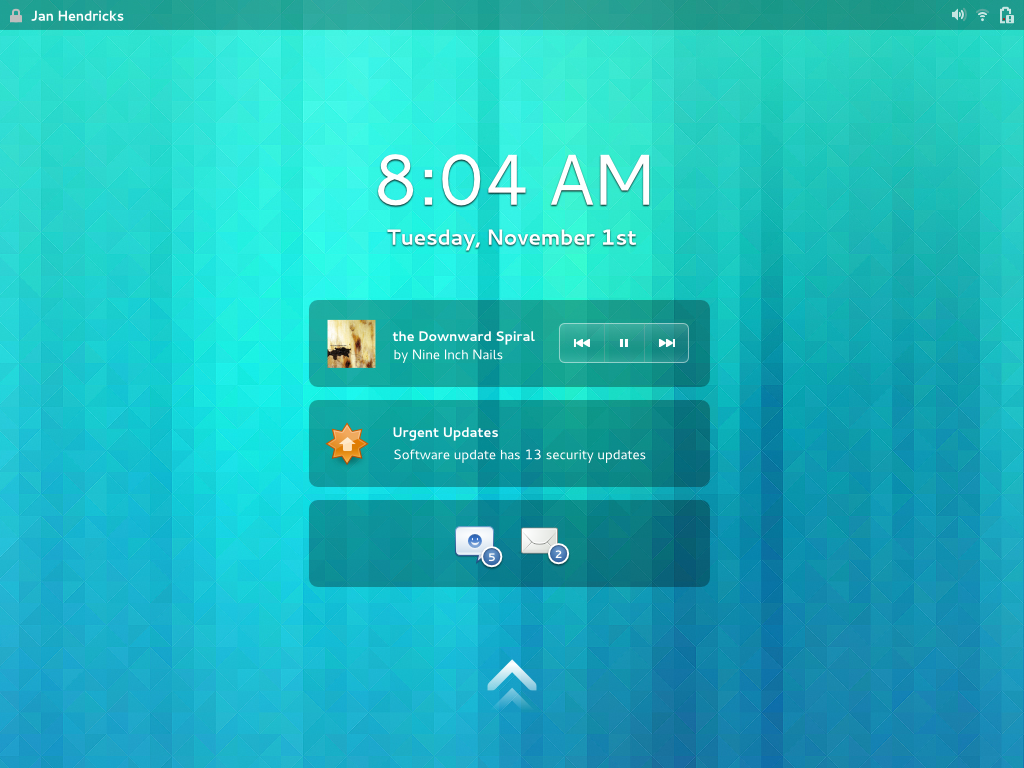 Jan Hendricks
8:04 AM
Tuesday, November 1st
the Downward Spiral
by Nine Inch Nails
Urgent Updates
Software update has 13 security updates
5
2